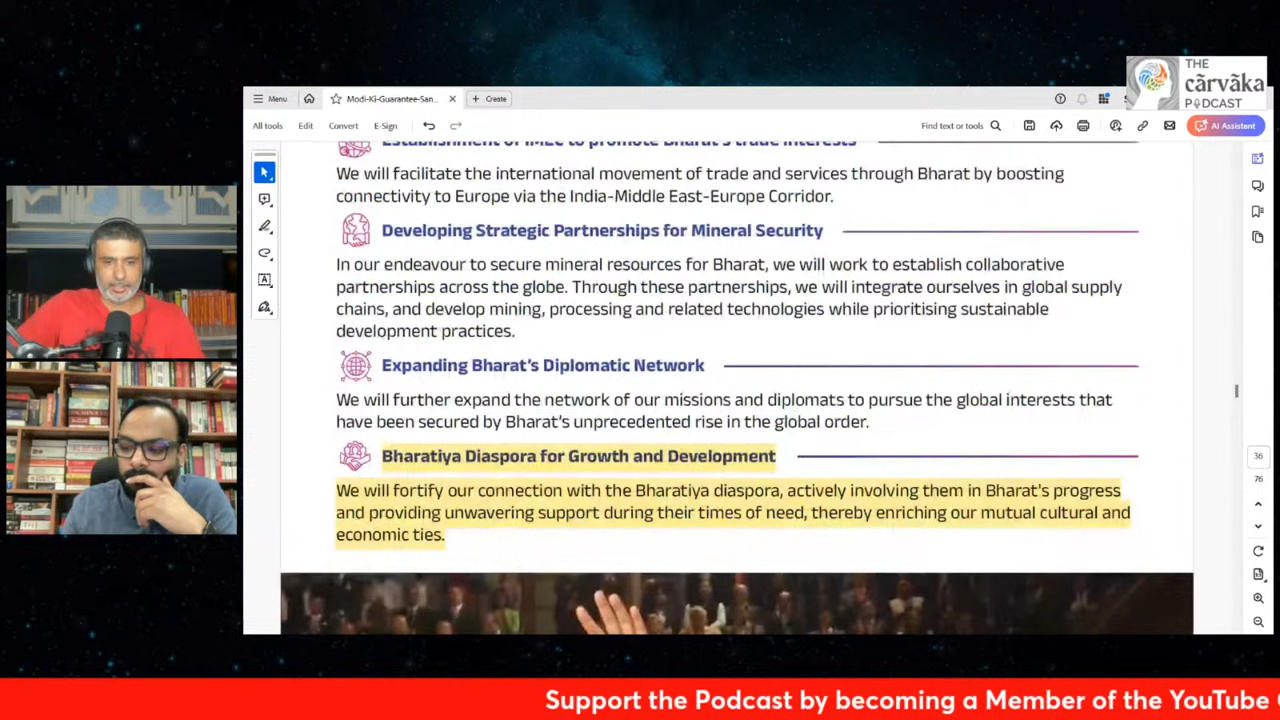 THE
cārvāka
PODCAST
Menu
Modi-Ki-Guarantee-San...
Create
All tools
Edit
Convert
E-Sign
Find text or tools
AI Assistant
Establishment of IMEC to promote Bharat's trade interests
We will facilitate the international movement of trade and services through Bharat by boosting
connectivity to Europe via the India-Middle East-Europe Corridor.
Developing Strategic Partnerships for Mineral Security
In our endeavour to secure mineral resources for Bharat, we will work to establish collaborative
partnerships across the globe. Through these partnerships, we will integrate ourselves in global supply
chains, and develop mining, processing and related technologies while prioritising sustainable
development practices.
Expanding Bharat's Diplomatic Network
We will further expand the network of our missions and diplomats to pursue the global interests that
have been secured by Bharat's unprecedented rise in the global order.
Bharatiya Diaspora for Growth and Development
We will fortify our connection with the Bharatiya diaspora, actively involving them in Bharat's progress
and providing unwavering support during their times of need, thereby enriching our mutual cultural and
economic ties.
36
76
Support the Podcast by becoming a Member of the YouTube